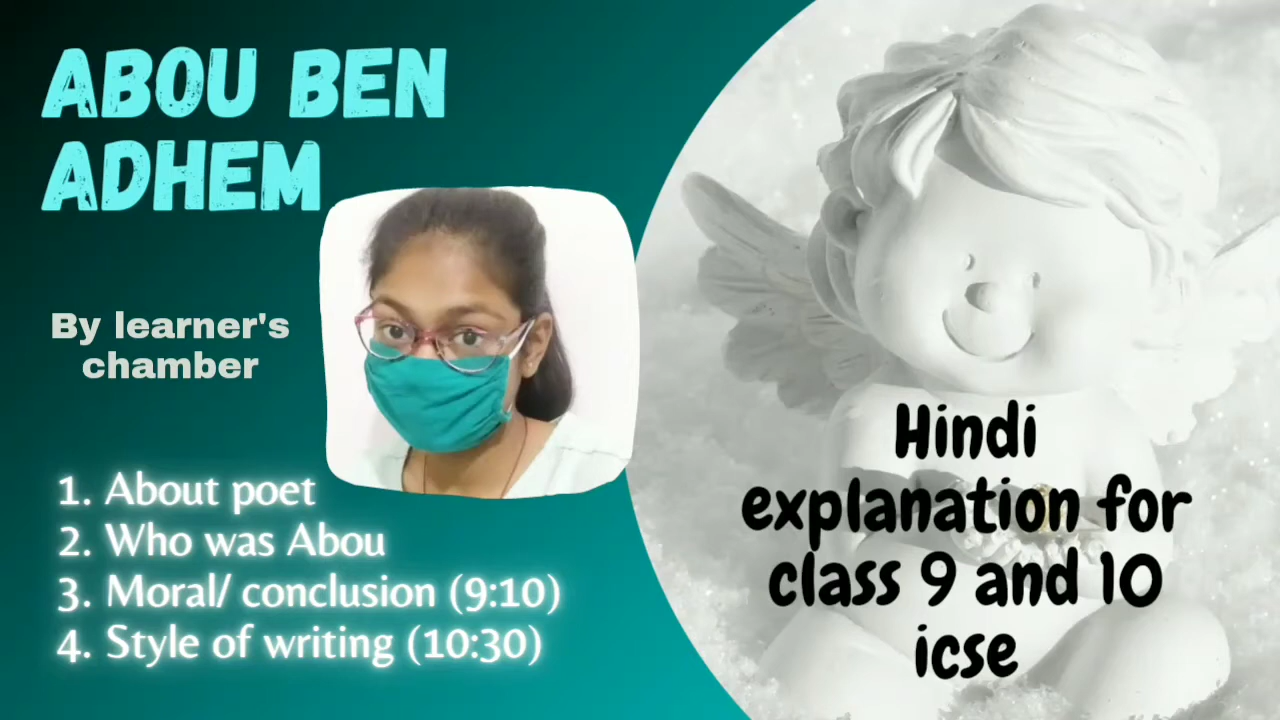 ABOU BEN
ADHEM
By learner's
chamber
1. About poet
2. Who was Abou
3. Moral/ conclusion (9:10)
4. Style of writing (10:30)
Hindi
explanation for
class 9 and 10
icse